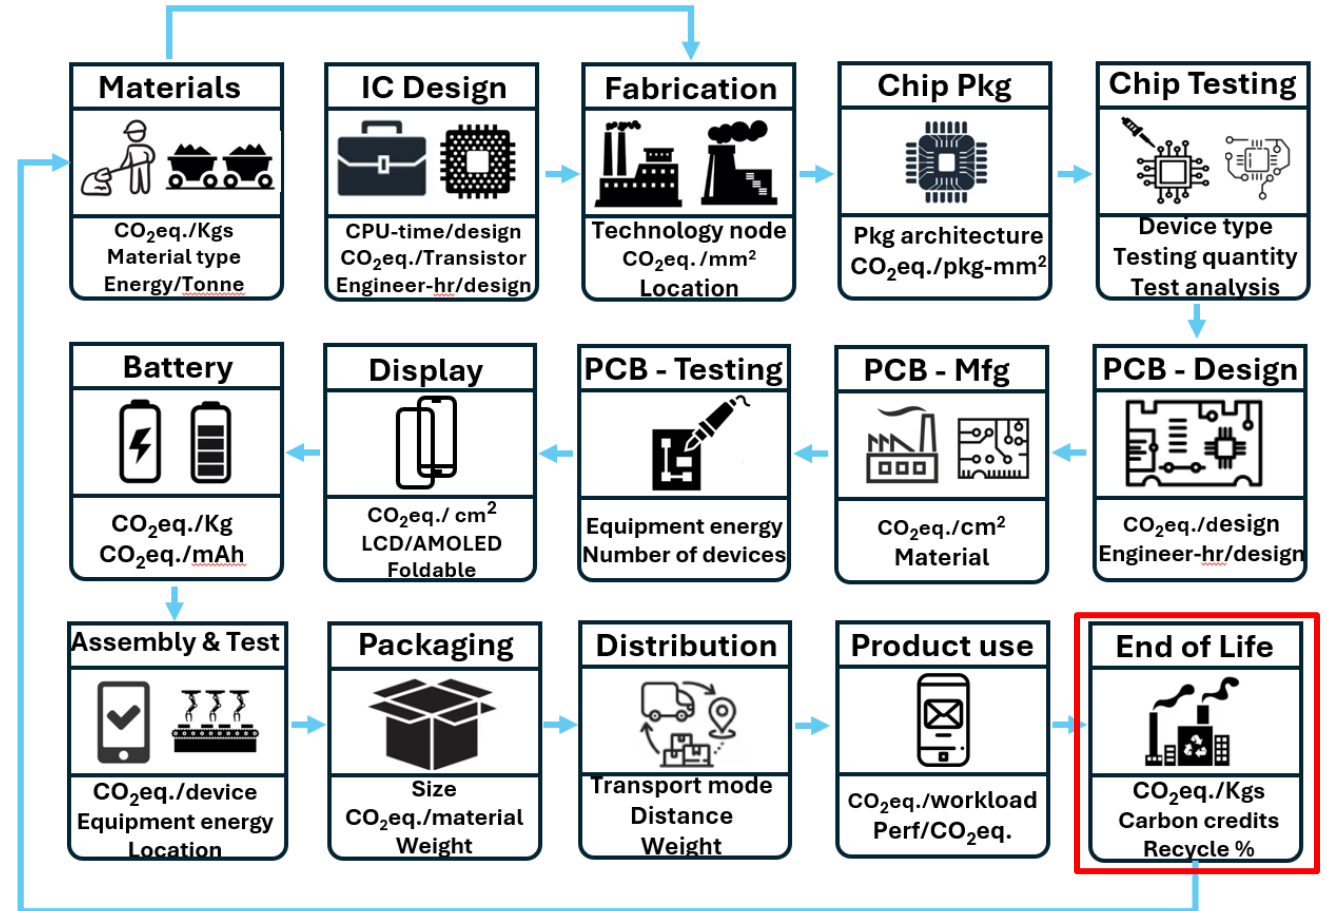 Materials
CO₂eq./Kgs
Material type
Energy/Tonne
IC Design
CPU-time/design
CO₂eq./Transistor
Engineer-hr/design
Fabrication
Technology node
CO₂eq./mm²
Location
Chip Pkg
Pkg architecture
CO₂eq./pkg-mm²
Chip Testing
Device type
Testing quantity
Test analysis
Battery
CO₂eq./Kg
CO₂eq./mAh
Display
CO₂eq./ cm²
LCD/AMOLED
Foldable
PCB - Testing
Equipment energy
Number of devices
PCB - Mfg
CO₂eq./cm²
Material
PCB - Design
CO₂eq./design
Engineer-hr/design
Assembly & Test
CO₂eq./device
Equipment energy
Location
Packaging
Size
CO₂eq./material
Weight
Distribution
Transport mode
Distance
Weight
Product use
CO₂eq./workload
Perf/CO₂eq.
End of Life
CO₂eq./Kgs
Carbon credits
Recycle %